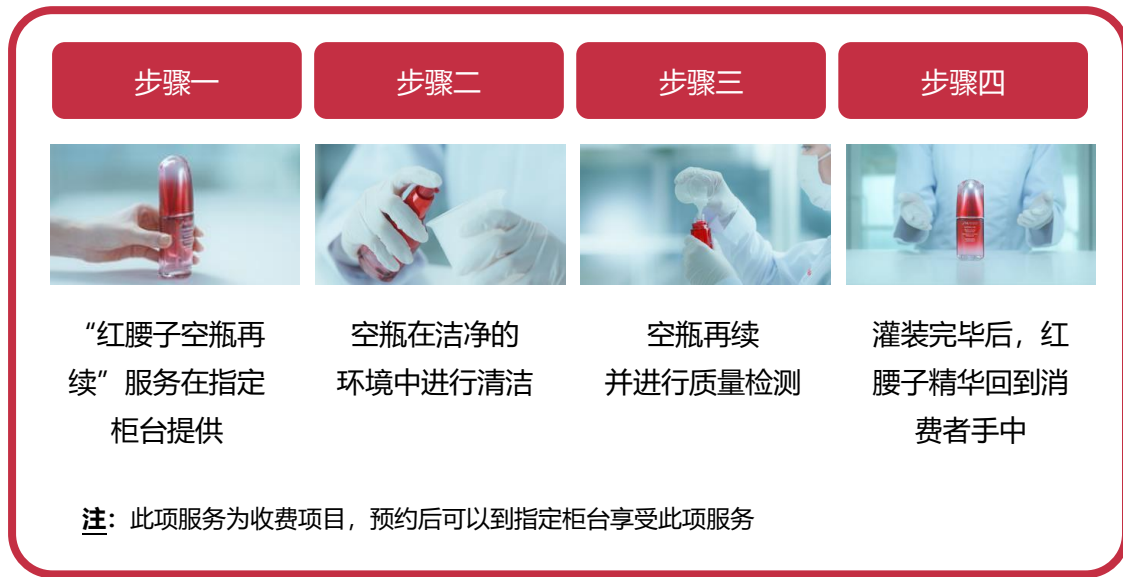 步骤一
步骤二
步骤三
步骤四
“红腰子空瓶再
续”服务在指定
柜台提供
空瓶在洁净的
环境中进行清洁
空瓶再续
并进行质量检测
灌装完毕后，红
腰子精华回到消
费者手中
注：此项服务为收费项目，预约后可以到指定柜台享受此项服务